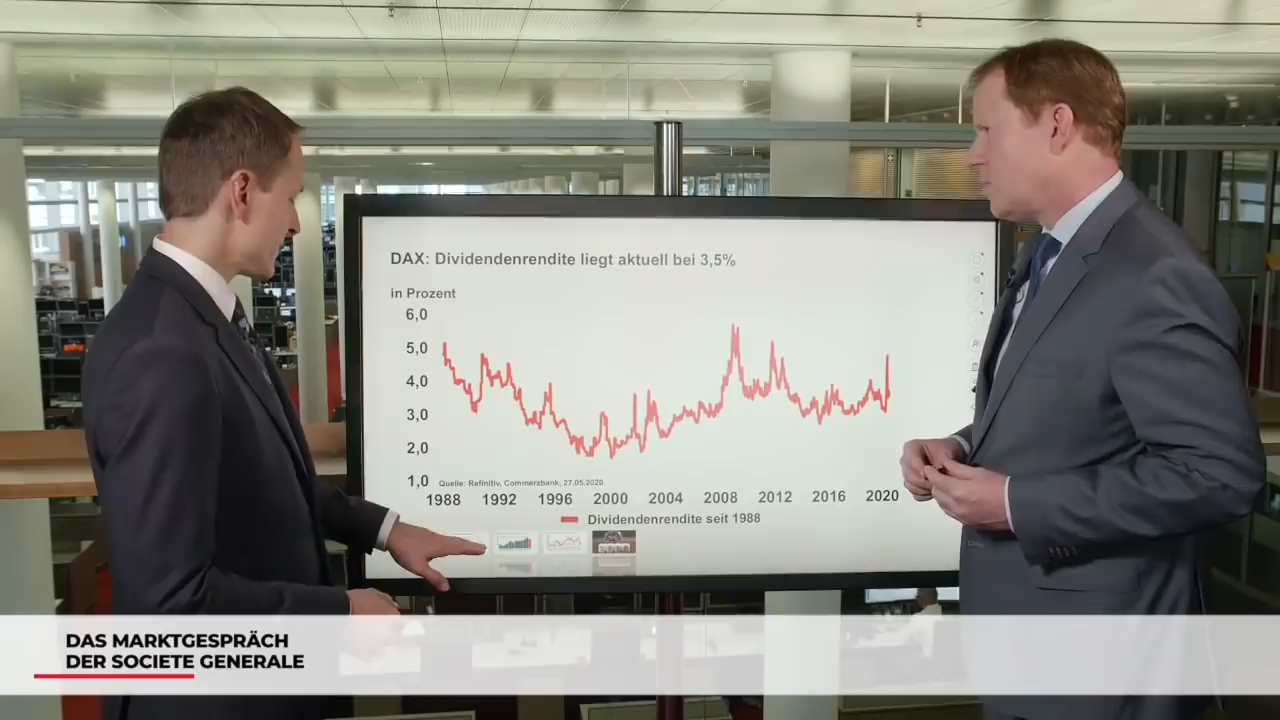 DAX: Dividendenrendite liegt aktuell bei 3,5%
in Prozent
6,0
5,0
4,0
3,0
2,0
1,0
Quelle: Refinitiv, Commerzbank, 27.05.2020
1988 1992 1996 2000 2004 2008 2012 2016 2020
Dividendenrendite seit 1988
DAS MARKTGESPRÄCH
DER SOCIETE GENERALE